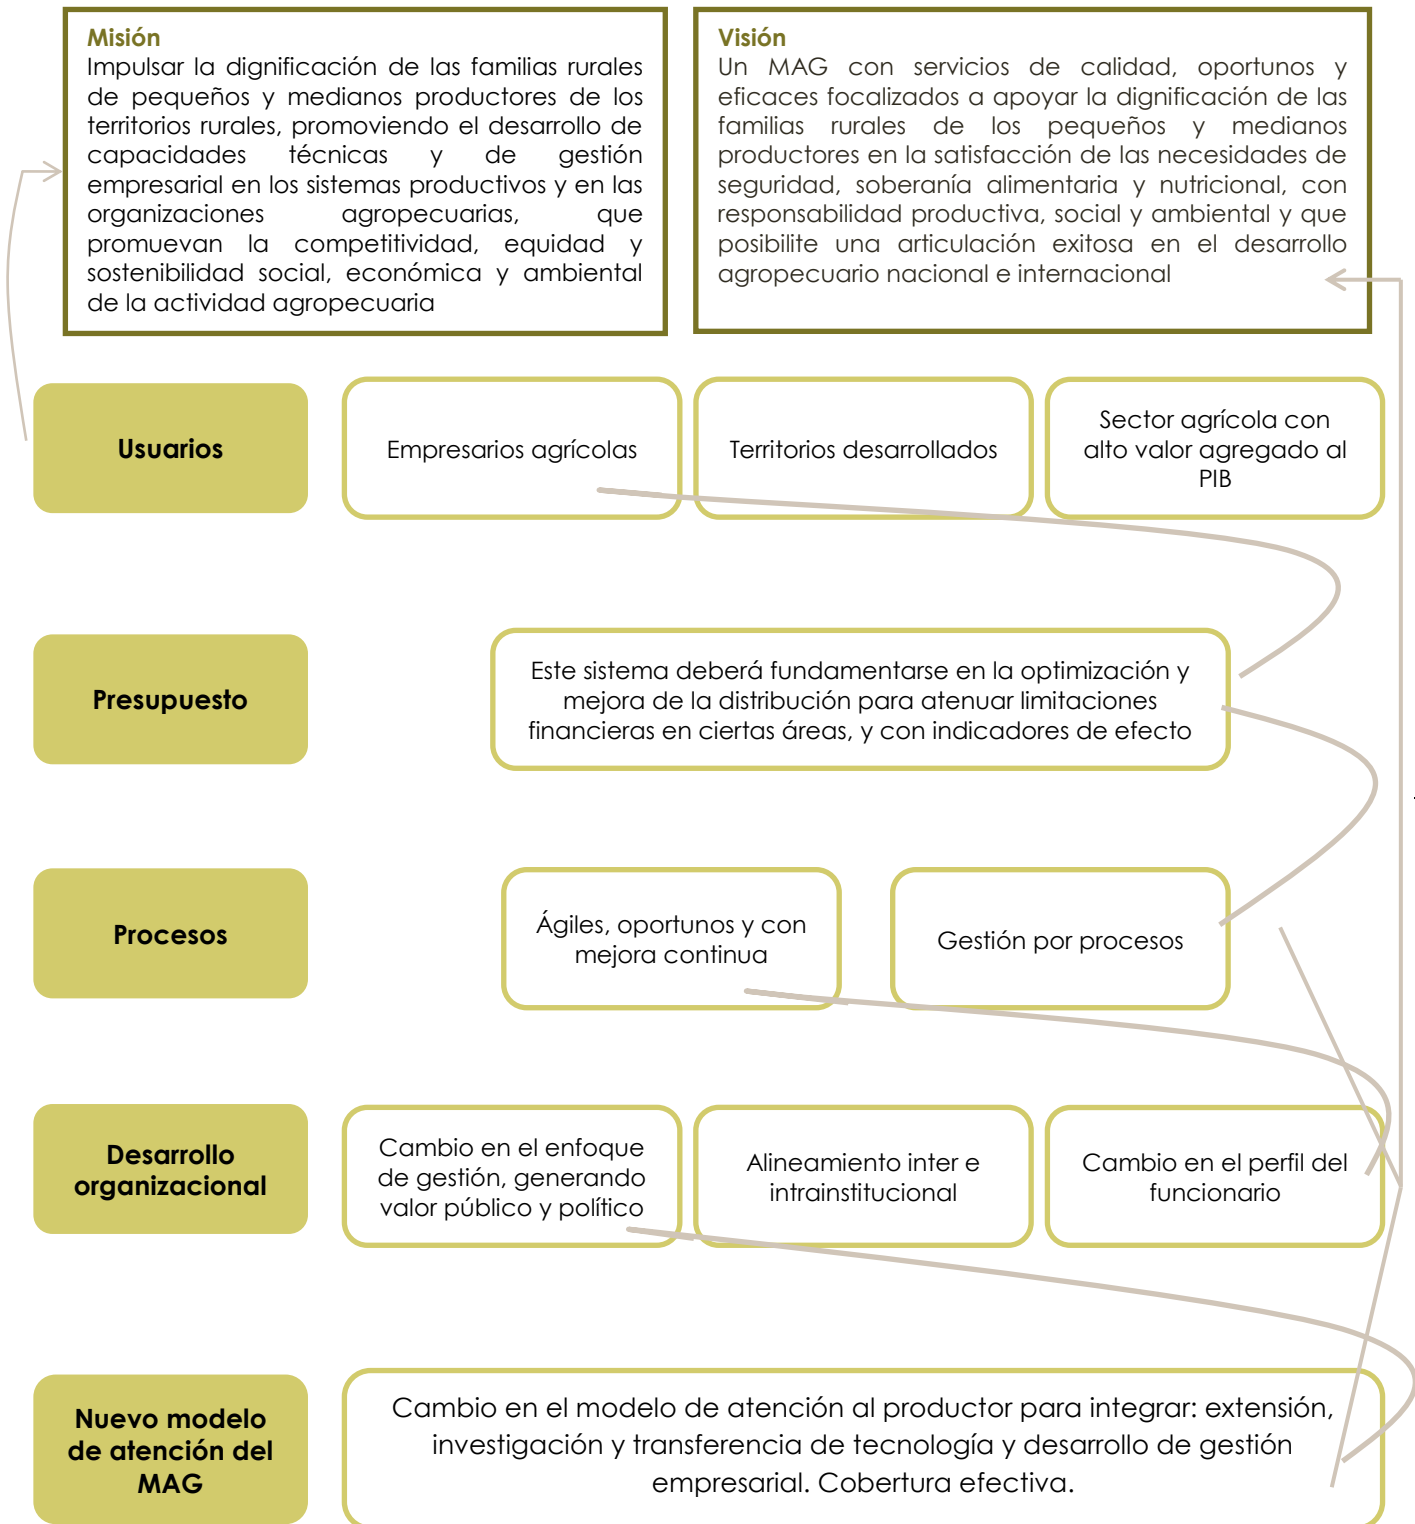 Misión
Impulsar la dignificación de las familias rurales
de pequeños y medianos productores de los
territorios rurales, promoviendo el desarrollo de
capacidades técnicas y de gestión
empresarial en los sistemas productivos y en las
organizaciones agropecuarias, que
promuevan la competitividad, equidad y
sostenibilidad social, económica y ambiental
de la actividad agropecuaria
Visión
Un MAG con servicios de calidad, oportunos y
eficaces focalizados a apoyar la dignificación de las
familias rurales de los pequeños y medianos
productores en la satisfacción de las necesidades de
seguridad, soberanía alimentaria y nutricional, con
responsabilidad productiva, social y ambiental y que
posibilite una articulación exitosa en el desarrollo
agropecuario nacional e internacional
Usuarios
Empresarios agrícolas
Territorios desarrollados
Sector agrícola con
alto valor agregado al
PIB
Presupuesto
Este sistema deberá fundamentarse en la optimización y
mejora de la distribución para atenuar limitaciones
financieras en ciertas áreas, y con indicadores de efecto
Procesos
Ágiles, oportunos y con
mejora continua
Gestión por procesos
Desarrollo
organizacional
Cambio en el enfoque
de gestión, generando
valor público y político
Alineamiento inter e
intrainstitucional
Cambio en el perfil del
funcionario
Nuevo modelo
de atención del
MAG
Cambio en el modelo de atención al productor para integrar: extensión,
investigación y transferencia de tecnología y desarrollo de gestión
empresarial. Cobertura efectiva.